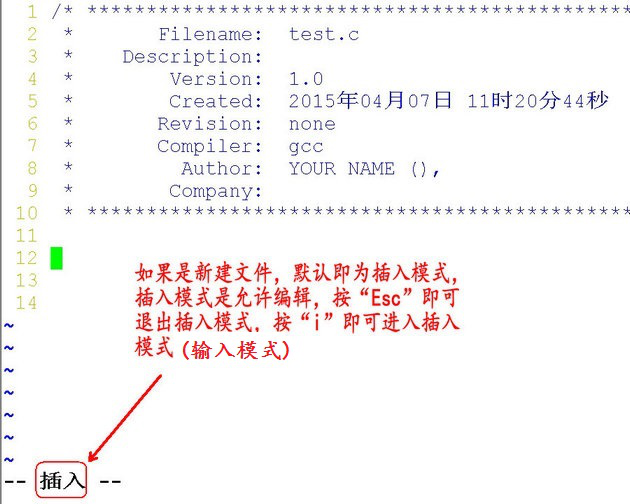 1 /* **********************************************
2 * Filename: test.c
3 * Description:
4 * Version: 1.0
5 * Created: 2015年04月07日 11时20分44秒
6 * Revision: none
7 * Compiler: gcc
8 * Author: YOUR NAME (),
9 * Company:
10 * **********************************************
11
12
13
14
如果是新建文件，默认即为插入模式，
插入模式是允许编辑，按“Esc”即可
退出插入模式．按“i”即可进入插入
模式(输入模式)
~
~
~
~
~
~
~
-- 插入 --